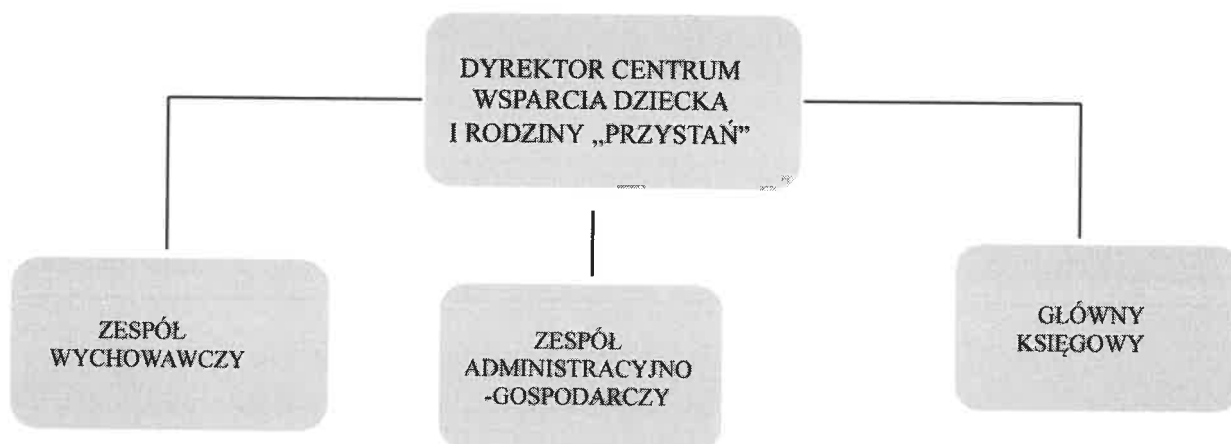 DYREKTOR CENTRUM
WSPARCIA DZIECKA
I RODZINY „PRZYSTAŃ”
ZESPÓŁ
WYCHOWAWCZY
ZESPÓŁ
ADMINISTRACYJNO
-GOSPODARCZY
GŁÓWNY
KSIĘGOWY